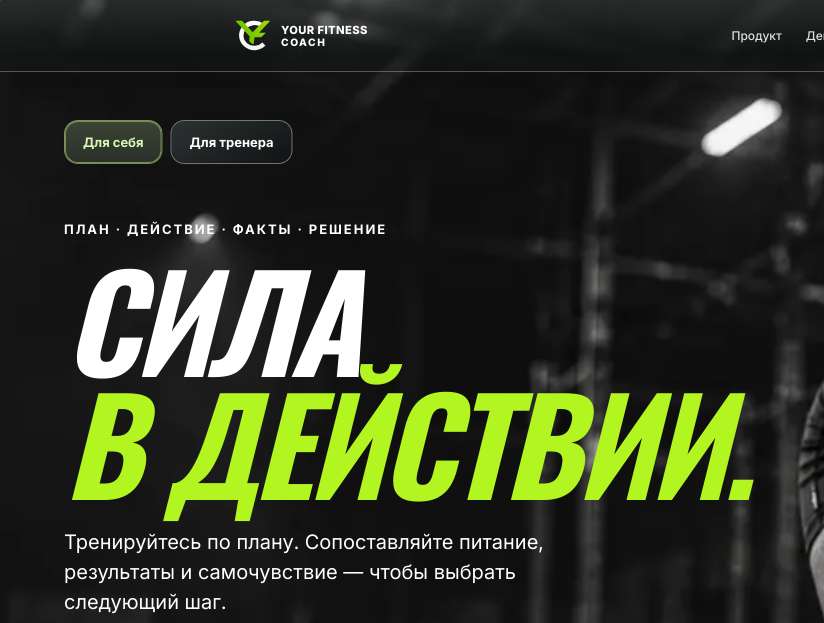 YOUR FITNESS
COACH
Продукт
Для себя
Для тренера
ПЛАН · ДЕЙСТВИЕ · ФАКТЫ · РЕШЕНИЕ
СИЛА
В ДЕЙСТВИИ.
Тренируйтесь по плану. Сопоставляйте питание,
результаты и самочувствие — чтобы выбрать
следующий шаг.